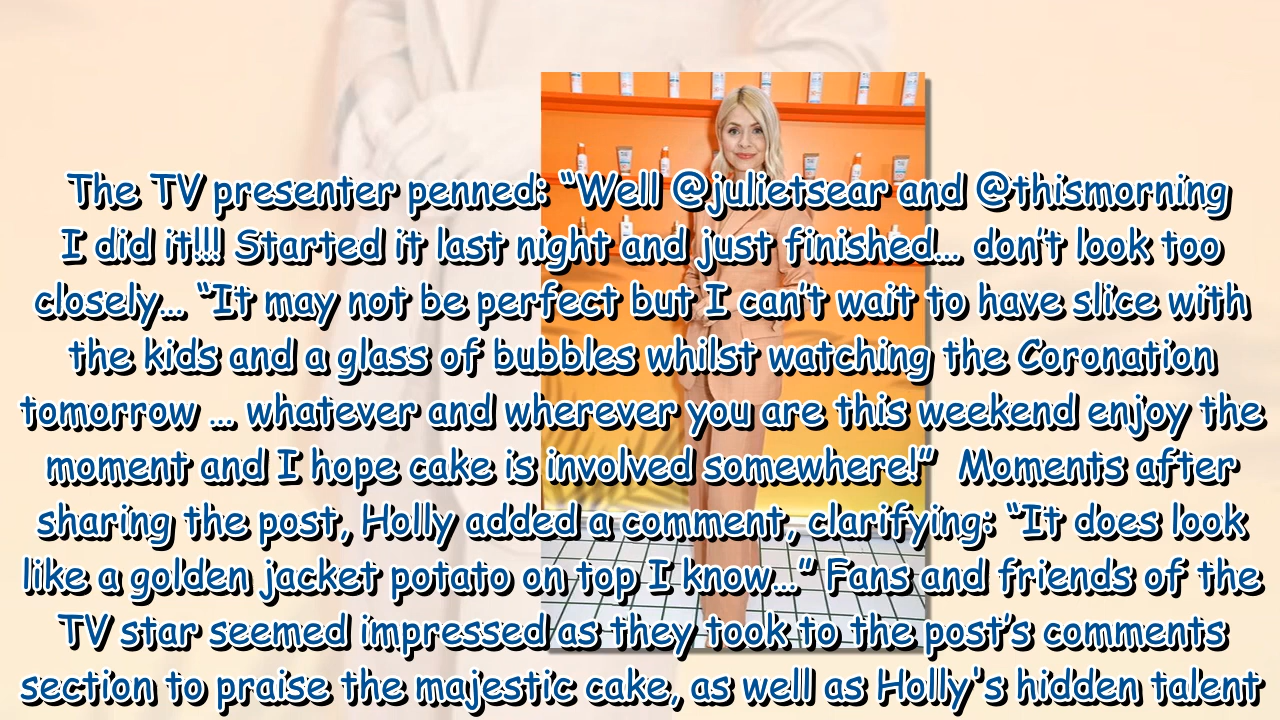 The TV presenter penned: “Well @julietsear and @thismorning
I did it!!! Started it last night and just finished... don’t look too
closely... “It may not be perfect but I can’t wait to have slice with
the kids and a glass of bubbles whilst watching the Coronation
tomorrow ... whatever and wherever you are this weekend enjoy the
moment and I hope cake is involved somewhere!”  Moments after
sharing the post, Holly added a comment, clarifying: “It does look
like a golden jacket potato on top I know...” Fans and friends of the
TV star seemed impressed as they took to the post’s comments
section to praise the majestic cake, as well as Holly's hidden talent